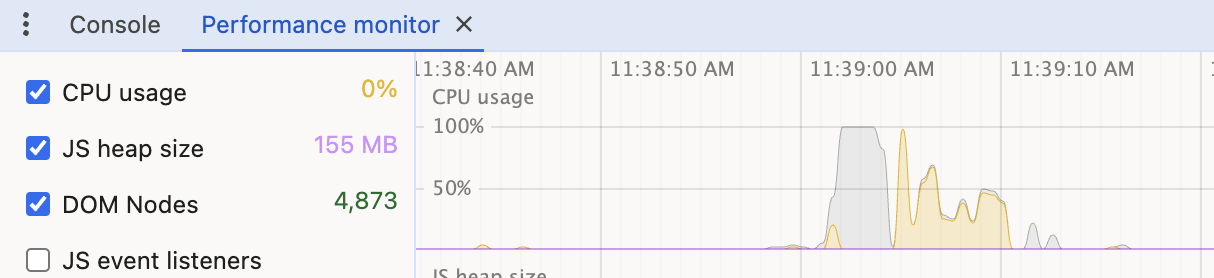 Console
Performance monitor
CPU usage 0%
JS heap size 155 MB
DOM Nodes 4,873
JS event listeners
11:38:40 AM 11:38:50 AM 11:39:00 AM 11:39:10 AM
CPU usage
100%
50%
JS heap size